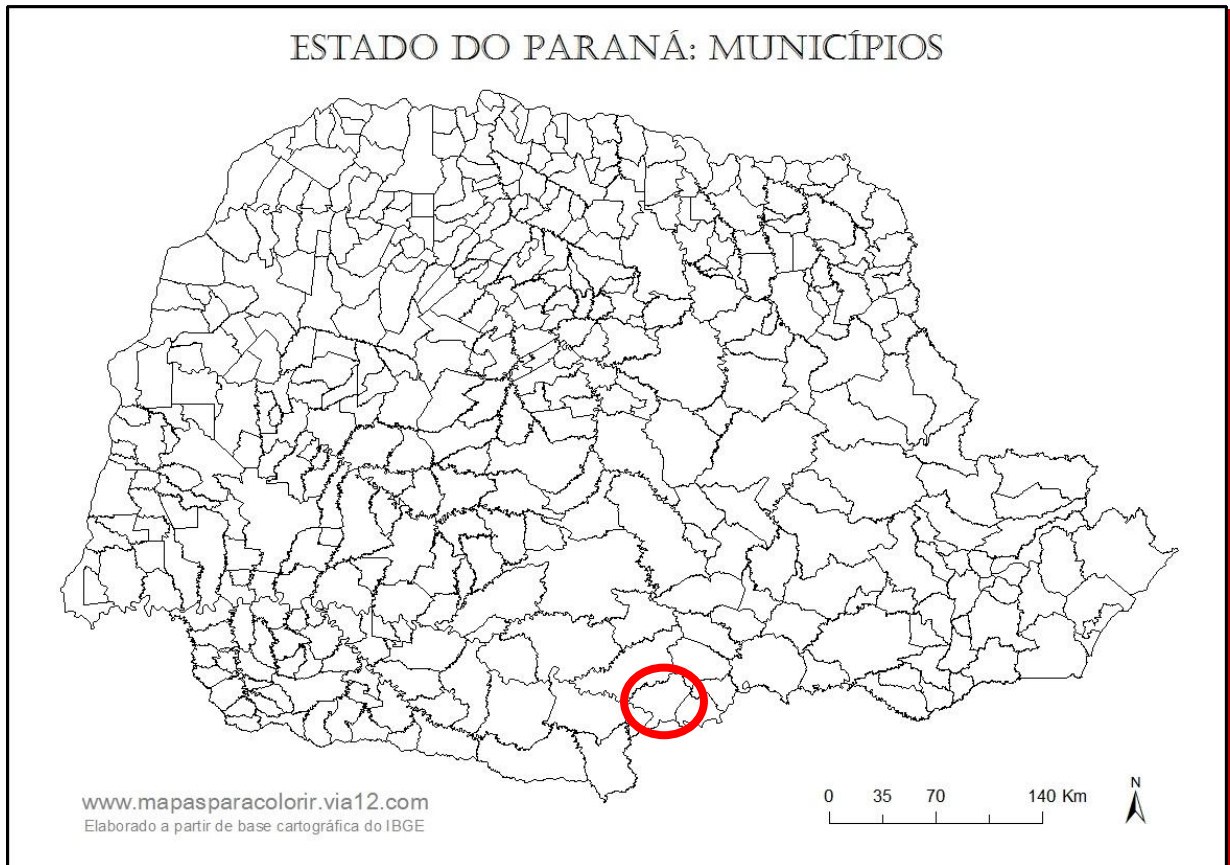 ESTADO DO PARANÁ: MUNICÍPIOS
www.mapasparacolorir.via12.com
Elaborado a partir de base cartográfica do IBGE
0 35 70 140 Km
N